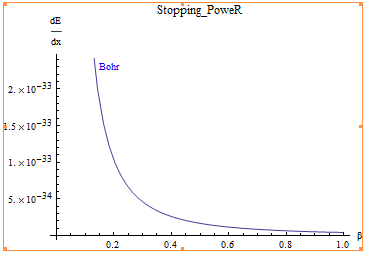 Stopping_PoweR
dE
dx
Bohr
2.×10⁻³³
1.5×10⁻³³
1.×10⁻³³
5.×10⁻³⁴
0.2 0.4 0.6 0.8 1.0 β